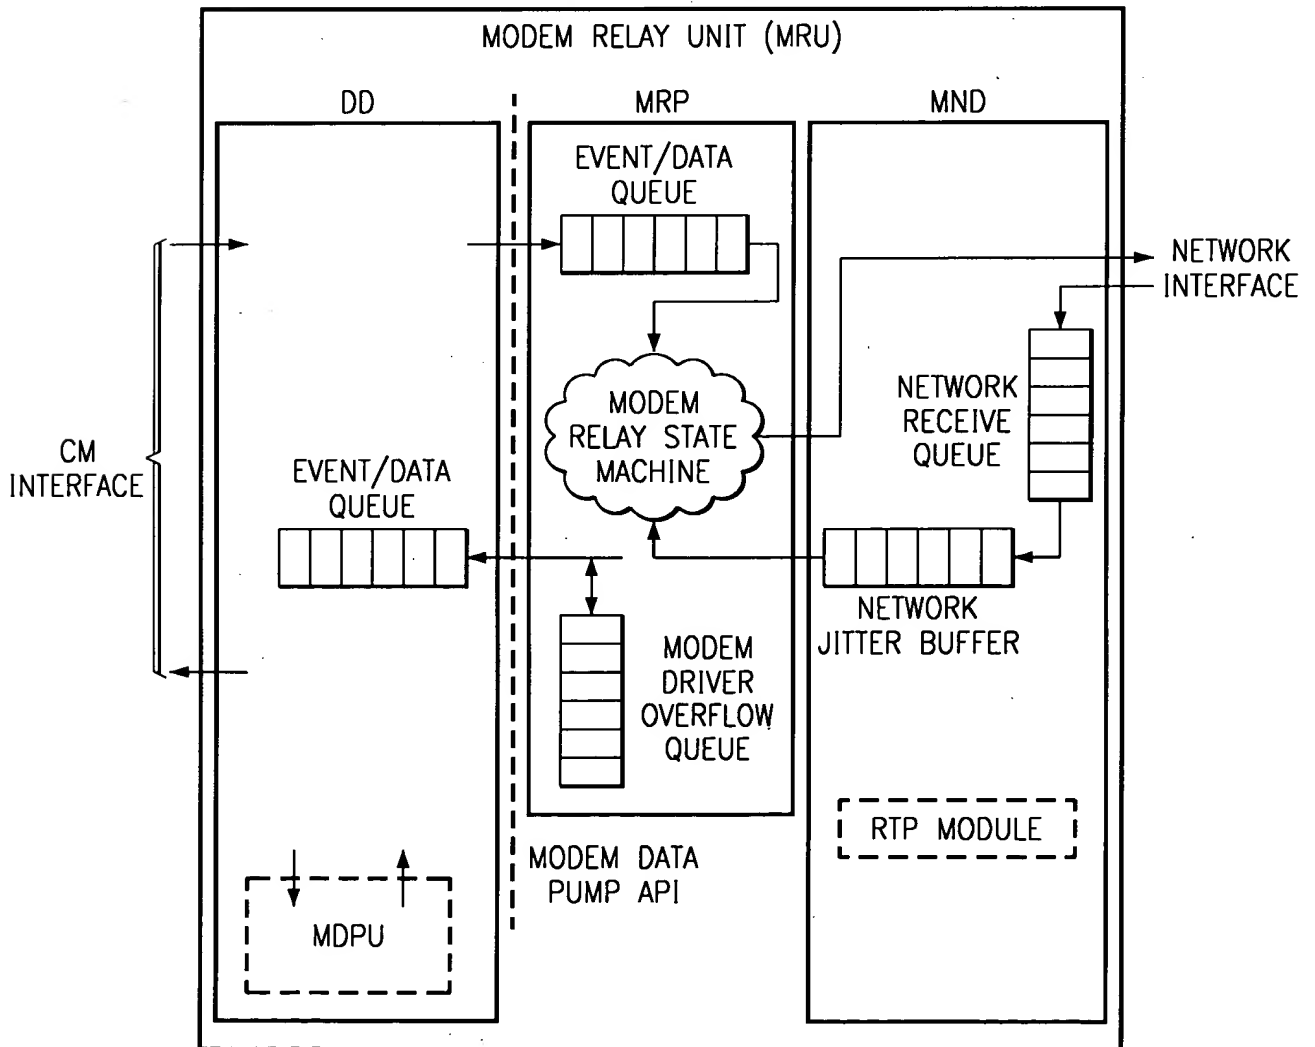 MODEM RELAY UNIT (MRU)
DD
MRP
MND
EVENT/DATA
QUEUE
NETWORK
INTERFACE
MODEM
RELAY STATE
MACHINE
NETWORK
RECEIVE
QUEUE
CM
INTERFACE
EVENT/DATA
QUEUE
NETWORK
JITTER BUFFER
MODEM
DRIVER
OVERFLOW
QUEUE
RTP MODULE
MODEM DATA
PUMP API
MDPU